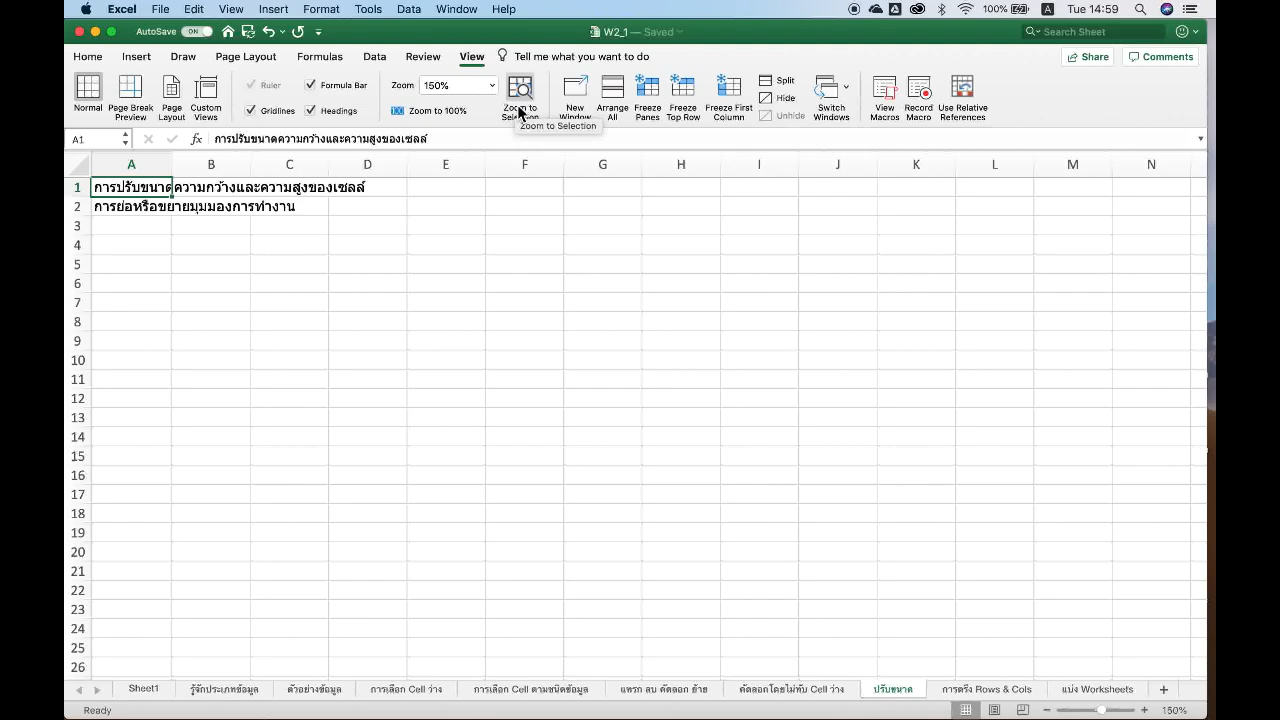 Excel File Edit View Insert Format Tools Data Window Help 100% A Tue 14:59
AutoSave ON W2_1 — Saved Search Sheet
Home Insert Draw Page Layout Formulas Data Review View Tell me what you want to do Share Comments
Ruler Formula Bar Zoom 150% Split
Normal Page Break Preview Page Layout Custom Views Gridlines Headings Zoom to 100% Zoom to Selection New Window Arrange All Freeze Panes Freeze Top Row Freeze First Column Hide Unhide Switch Windows View Macros Record Macro Use Relative References
Zoom to Selection
A1 fx การปรับขนาดความกว้างและความสูงของเซลล์
A B C D E F G H I J K L M N
1 การปรับขนาดความกว้างและความสูงของเซลล์
2 การย่อหรือขยายมุมมองการทำงาน
3
4
5
6
7
8
9
10
11
12
13
14
15
16
17
18
19
20
21
22
23
24
25
26
Sheet1 รู้จักประเภทข้อมูล ตัวอย่างข้อมูล การเลือก Cell ว่าง การเลือก Cell ตามชนิดข้อมูล แทรก ลบ คัดลอก ย้าย คัดลอกโดยไม่ทับ Cell ว่าง ปรับขนาด การตรึง Rows & Cols แบ่ง Worksheets
Ready 150%